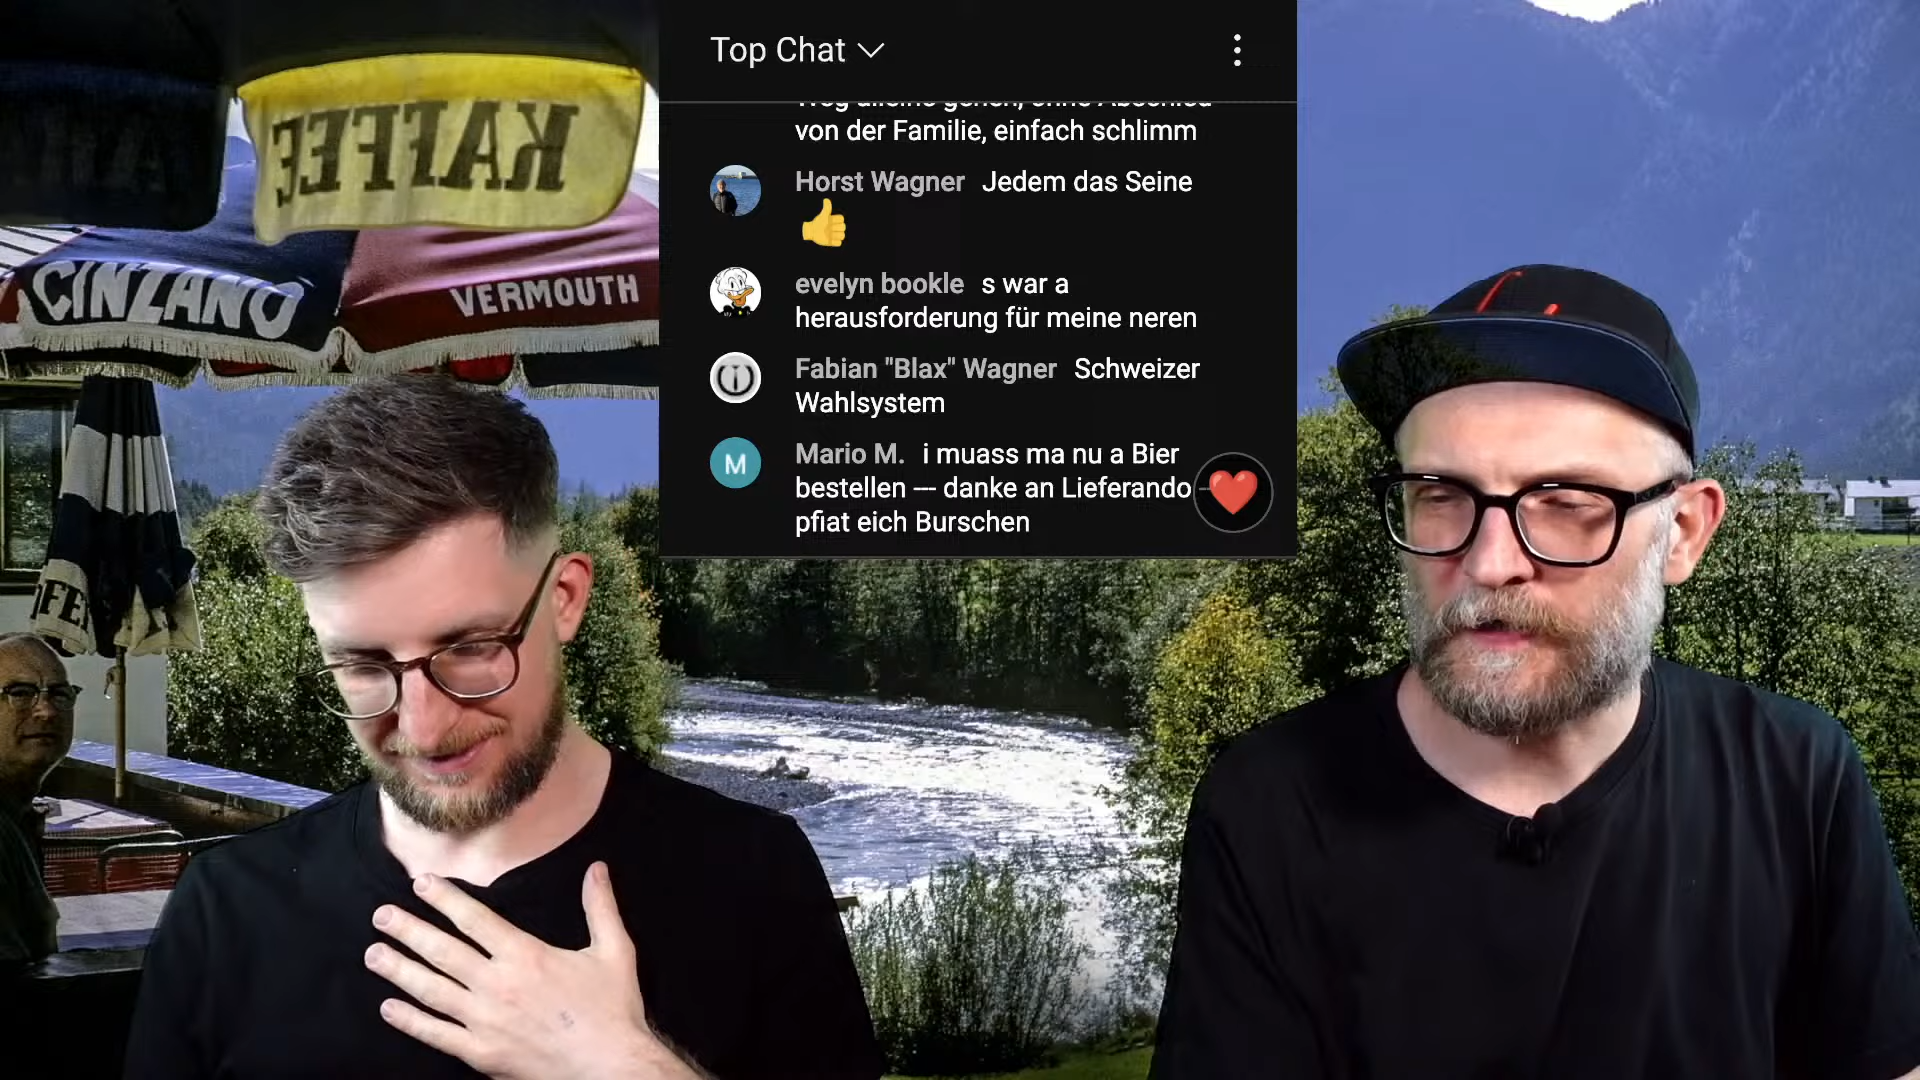 Top Chat
von der Familie, einfach schlimm
Horst Wagner Jedem das Seine
👍
evelyn bookle s war a
herausforderung für meine neren
Fabian "Blax" Wagner Schweizer
Wahlsystem
M
Mario M. i muass ma nu a Bier
bestellen --- danke an Lieferando
pfiat eich Burschen
KAFFEE
CINZANO
VERMOUTH